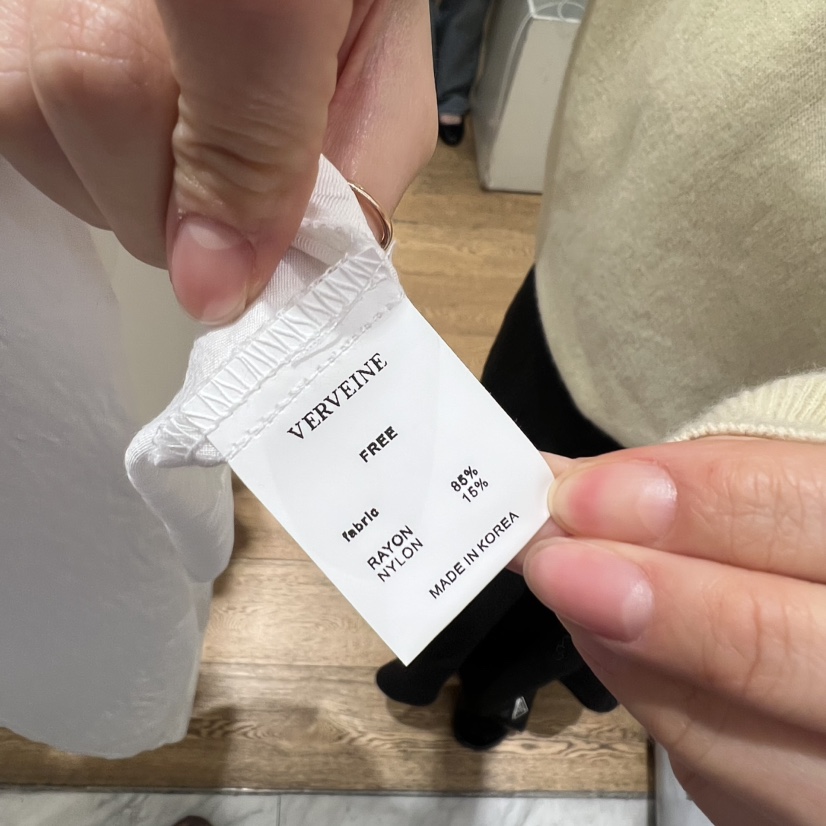 VERVEINE
FREE
fabric
RAYON 85%
NYLON 15%
MADE IN KOREA